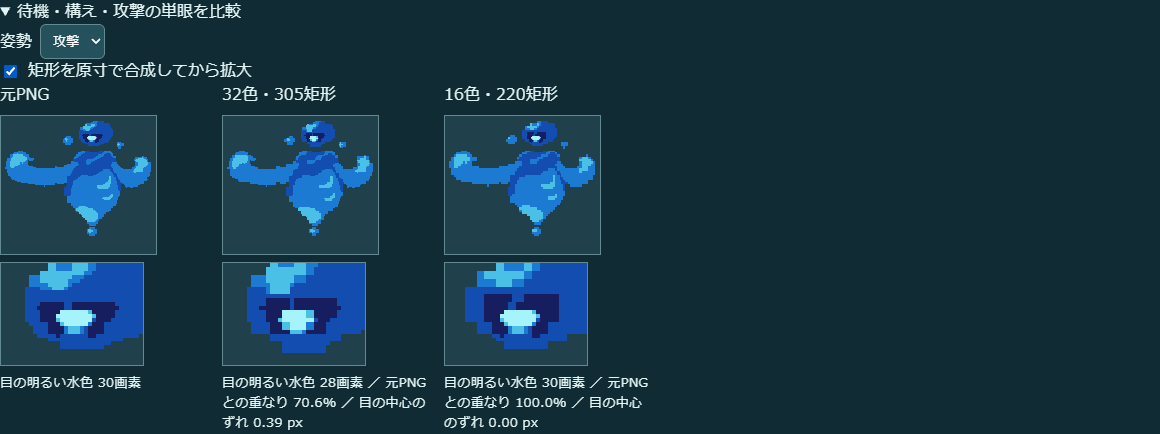 ▼ 待機・構え・攻撃の単眼を比較
姿勢 攻撃
矩形を原寸で合成してから拡大
元PNG
32色・305矩形
16色・220矩形
目の明るい水色 30画素
目の明るい水色 28画素 ／ 元PNG
との重なり 70.6% ／ 目の中心の
ずれ 0.39 px
目の明るい水色 30画素 ／ 元PNG
との重なり 100.0% ／ 目の中心
のずれ 0.00 px